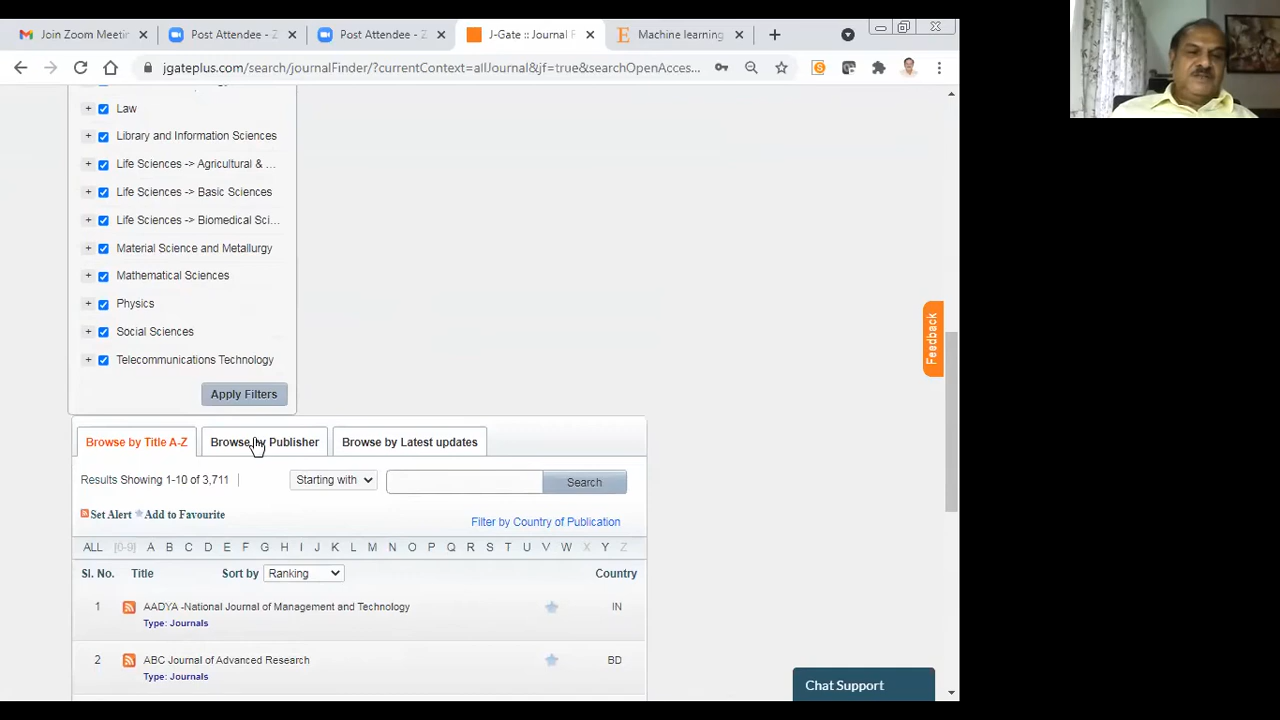 Join Zoom Meetin
Post Attendee - Z
Post Attendee - Z
J-Gate :: Journal F
Machine learning
jgateplus.com/search/journalFinder/?currentContext=allJournal&jf=true&searchOpenAcces...
+ Law
+ Library and Information Sciences
+ Life Sciences -> Agricultural & ...
+ Life Sciences -> Basic Sciences
+ Life Sciences -> Biomedical Sci...
+ Material Science and Metallurgy
+ Mathematical Sciences
+ Physics
+ Social Sciences
+ Telecommunications Technology
Apply Filters
Feedback
Browse by Title A-Z Browse by Publisher Browse by Latest updates
Results Showing 1-10 of 3,711 Starting with Search
Set Alert Add to Favourite
Filter by Country of Publication
ALL [0-9] A B C D E F G H I J K L M N O P Q R S T U V W X Y Z
Sl. No. Title Sort by Ranking Country
1 AADYA -National Journal of Management and Technology IN
Type: Journals
2 ABC Journal of Advanced Research BD
Type: Journals
Chat Support